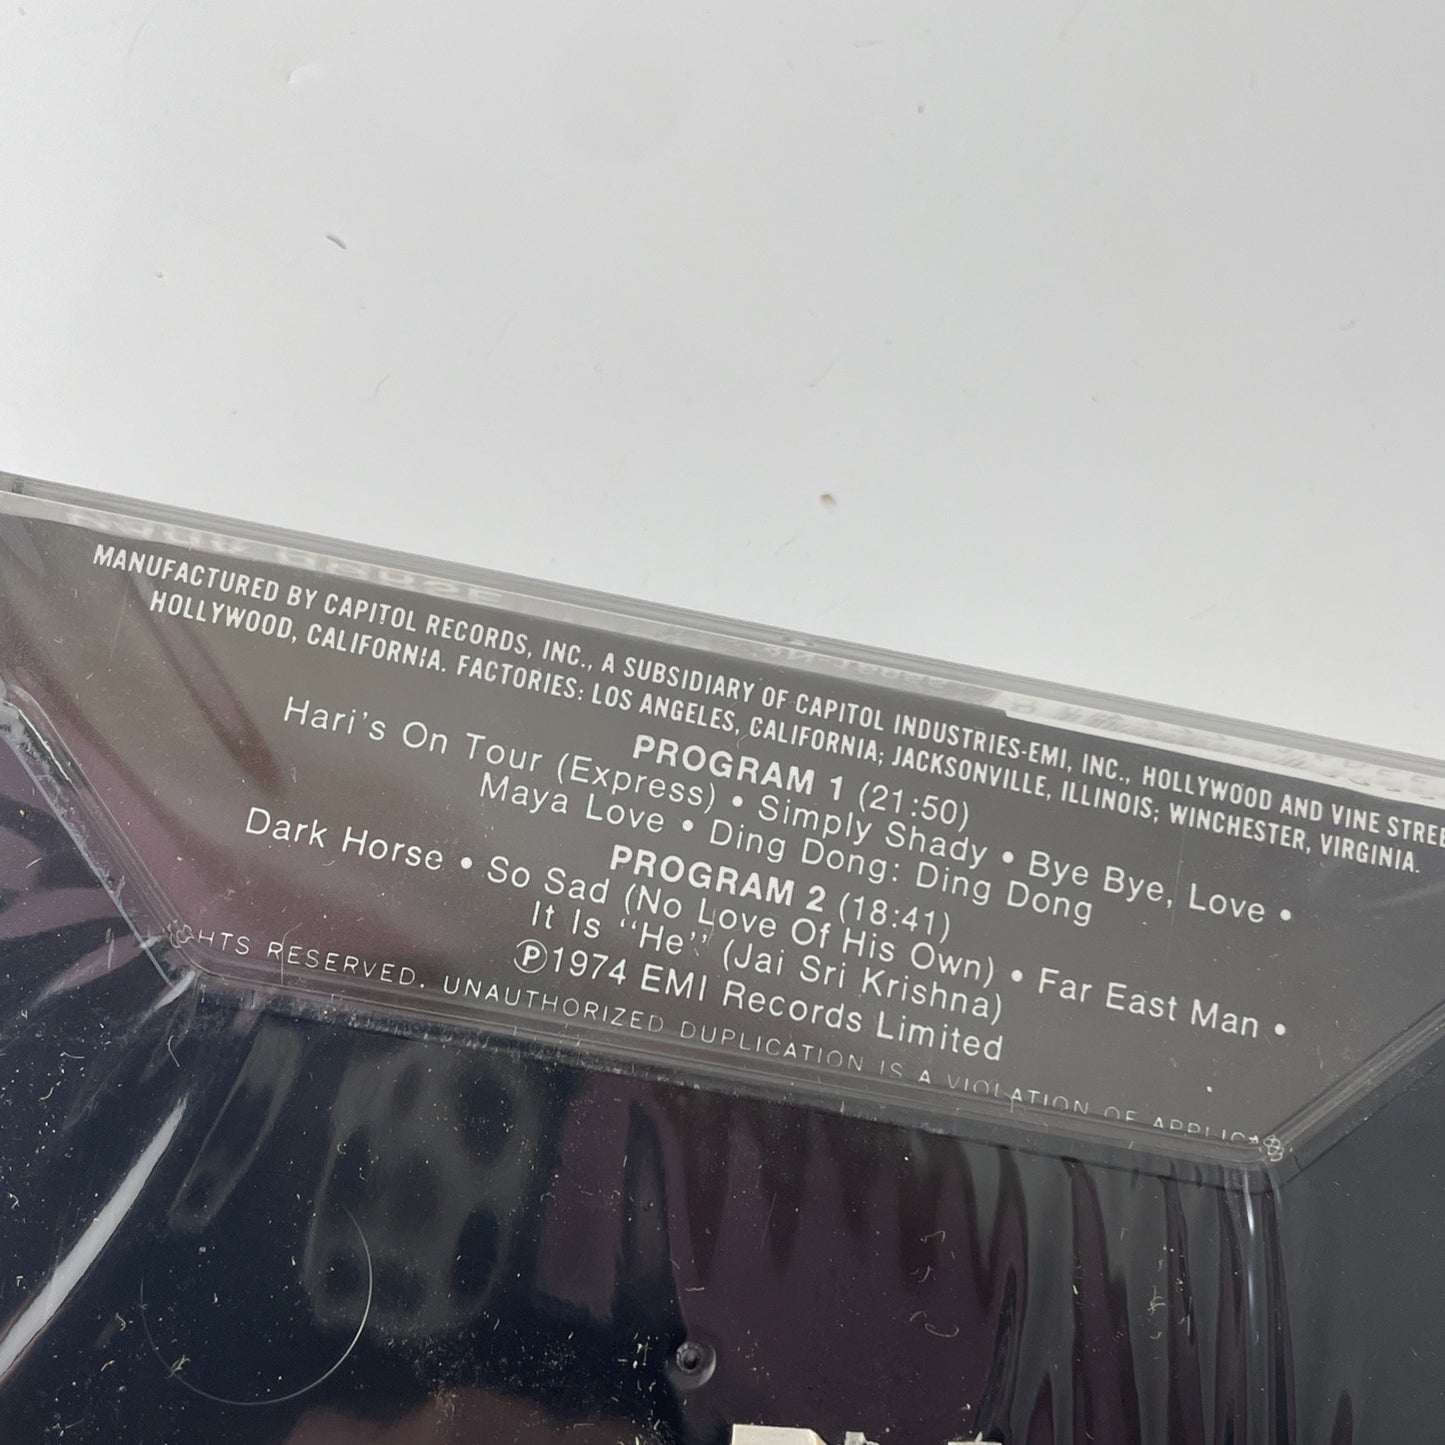 MANUFACTURED BY CAPITOL RECORDS, INC., A SUBSIDIARY OF CAPITOL INDUSTRIES-EMI, INC., HOLLYWOOD AND VINE
HOLLYWOOD, CALIFORNIA. FACTORIES: LOS ANGELES, CALIFORNIA; JACKSONVILLE, ILLINOIS; WINCHESTER, VIRGINIA.
PROGRAM 1 (21:50)
Hari's On Tour (Express) • Simply Shady • Bye Bye, Love •
Maya Love • Ding Dong: Ding Dong
PROGRAM 2 (18:41)
Dark Horse • So Sad (No Love Of His Own) • Far East Man •
It Is "He" (Jai Sri Krishna)
℗1974 EMI Records Limited
RESERVED. UNAUTHORIZED DUPLICATION IS A VIOLATION OF